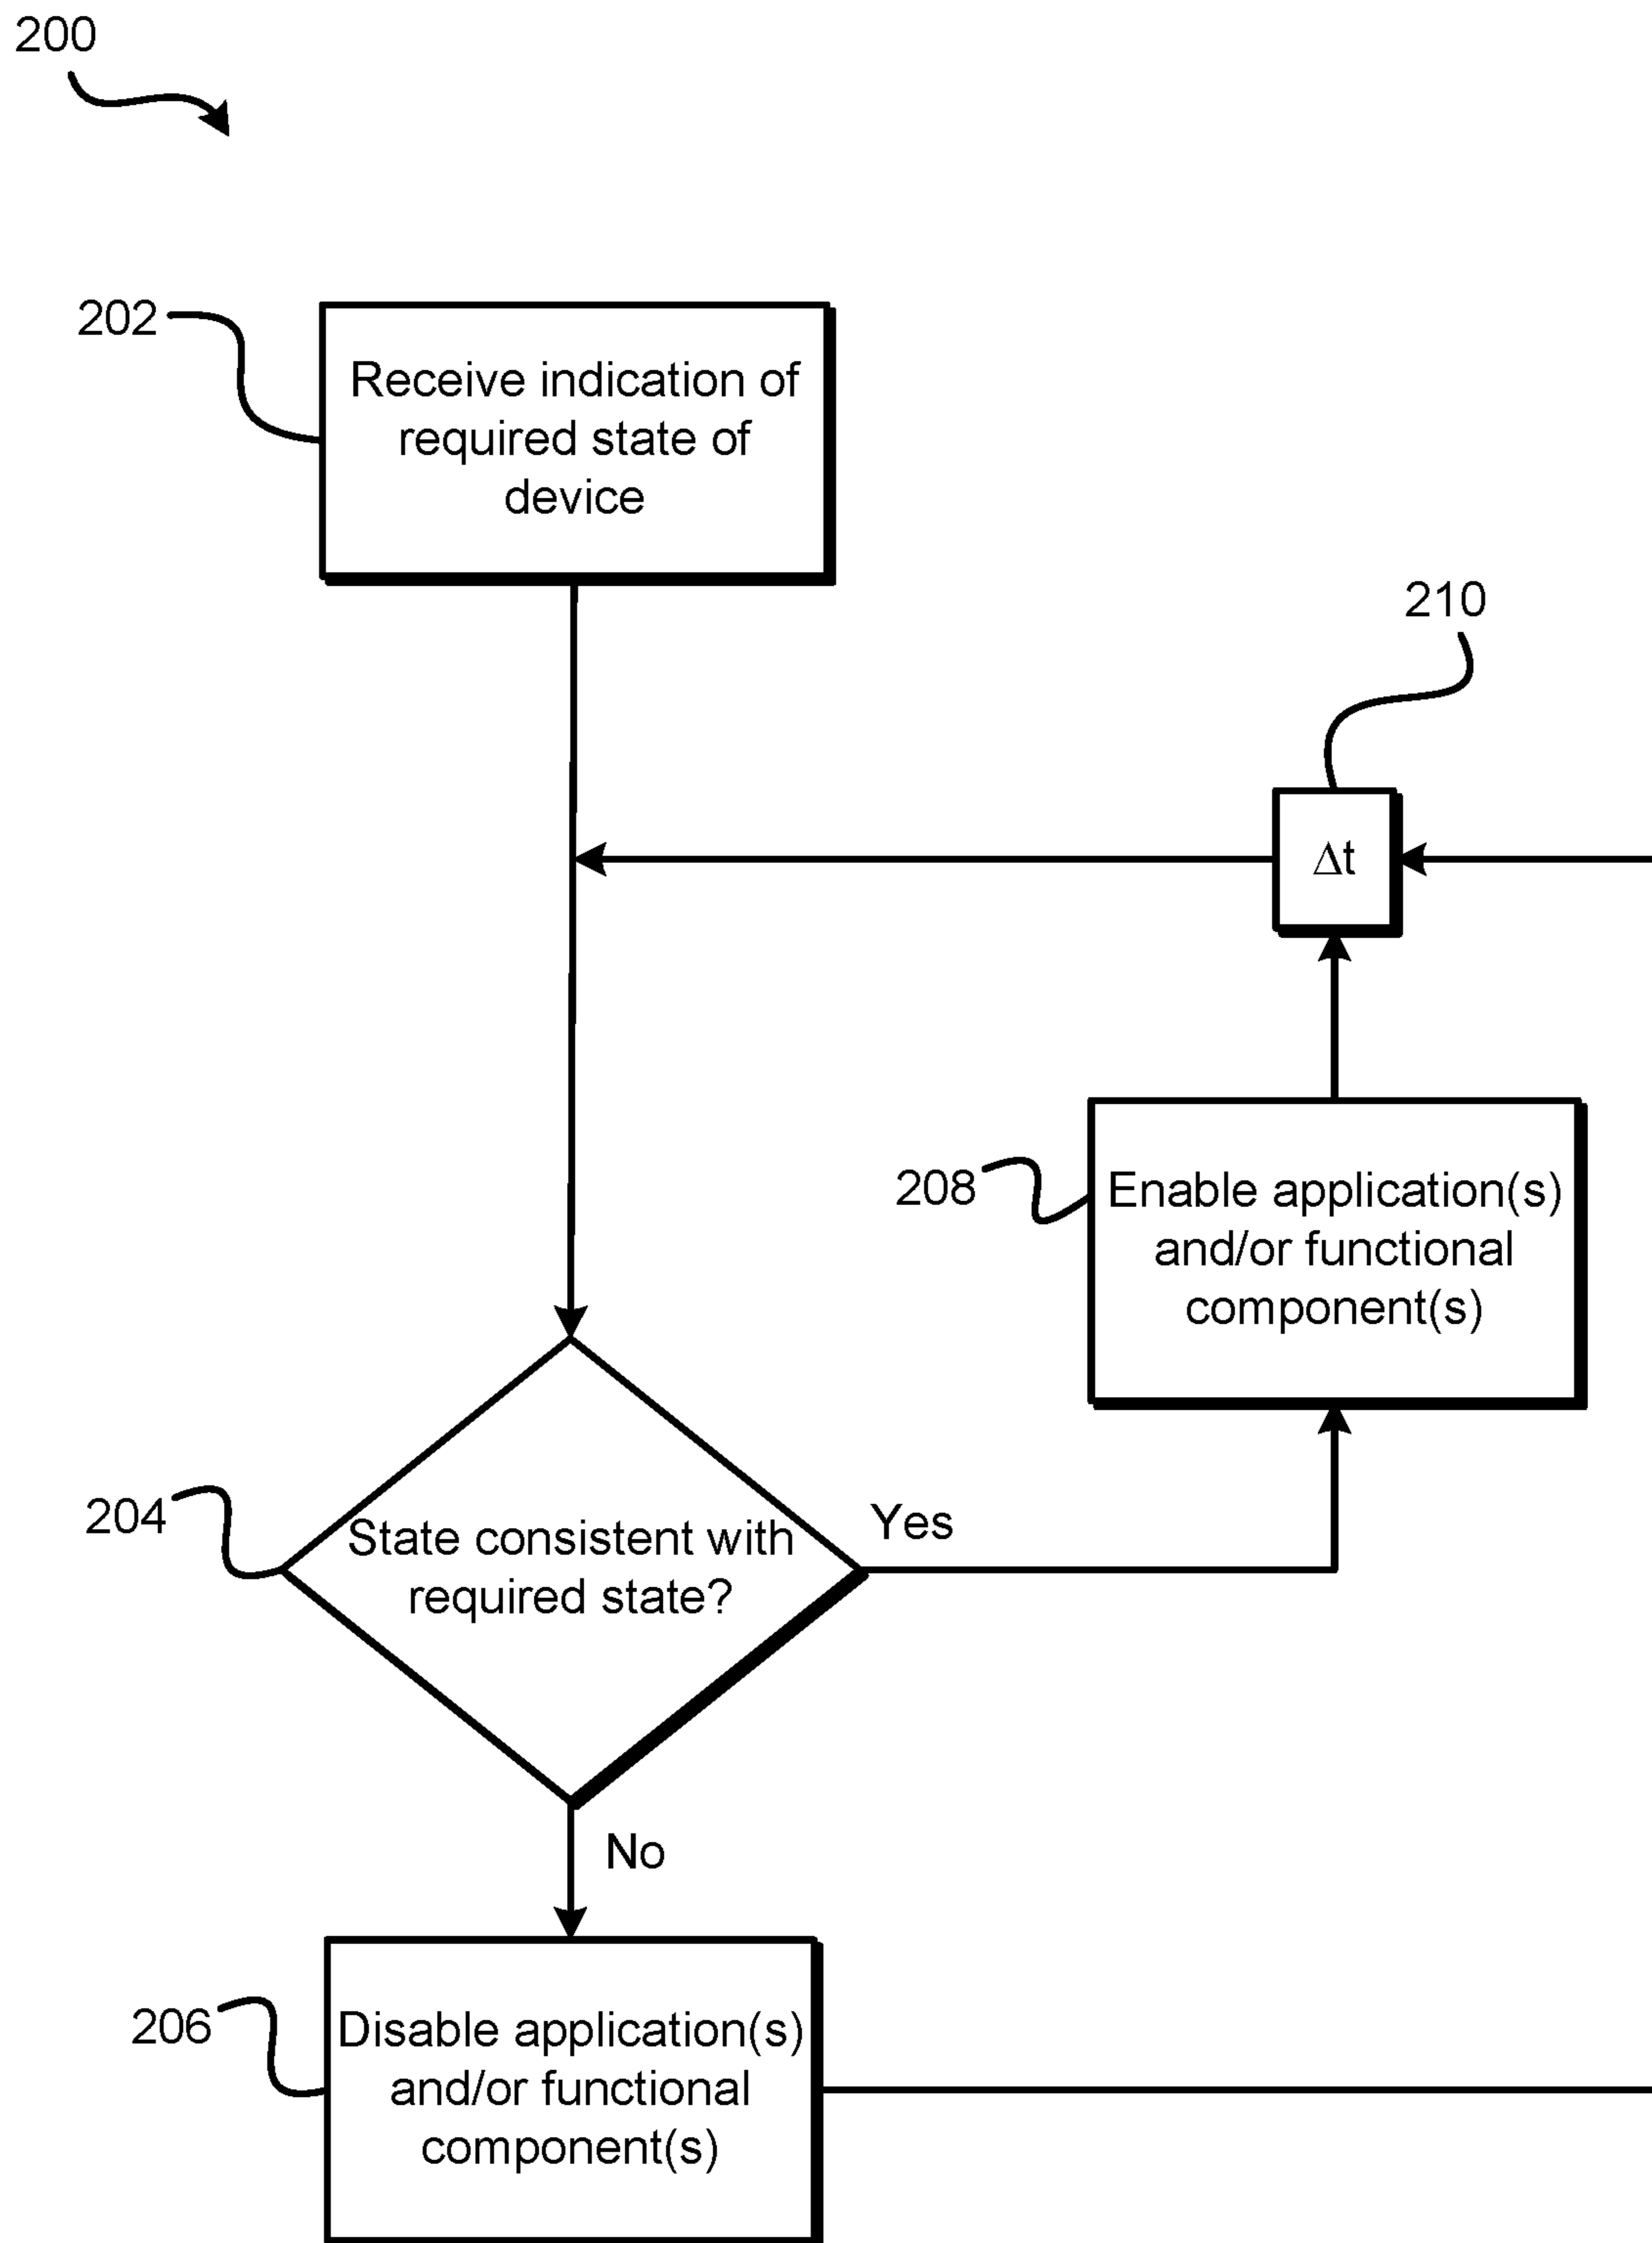 200
202
Receive indication of
required state of
device
210
Δt
208
Enable application(s)
and/or functional
component(s)
204
State consistent with
required state?
Yes
No
206
Disable application(s)
and/or functional
component(s)